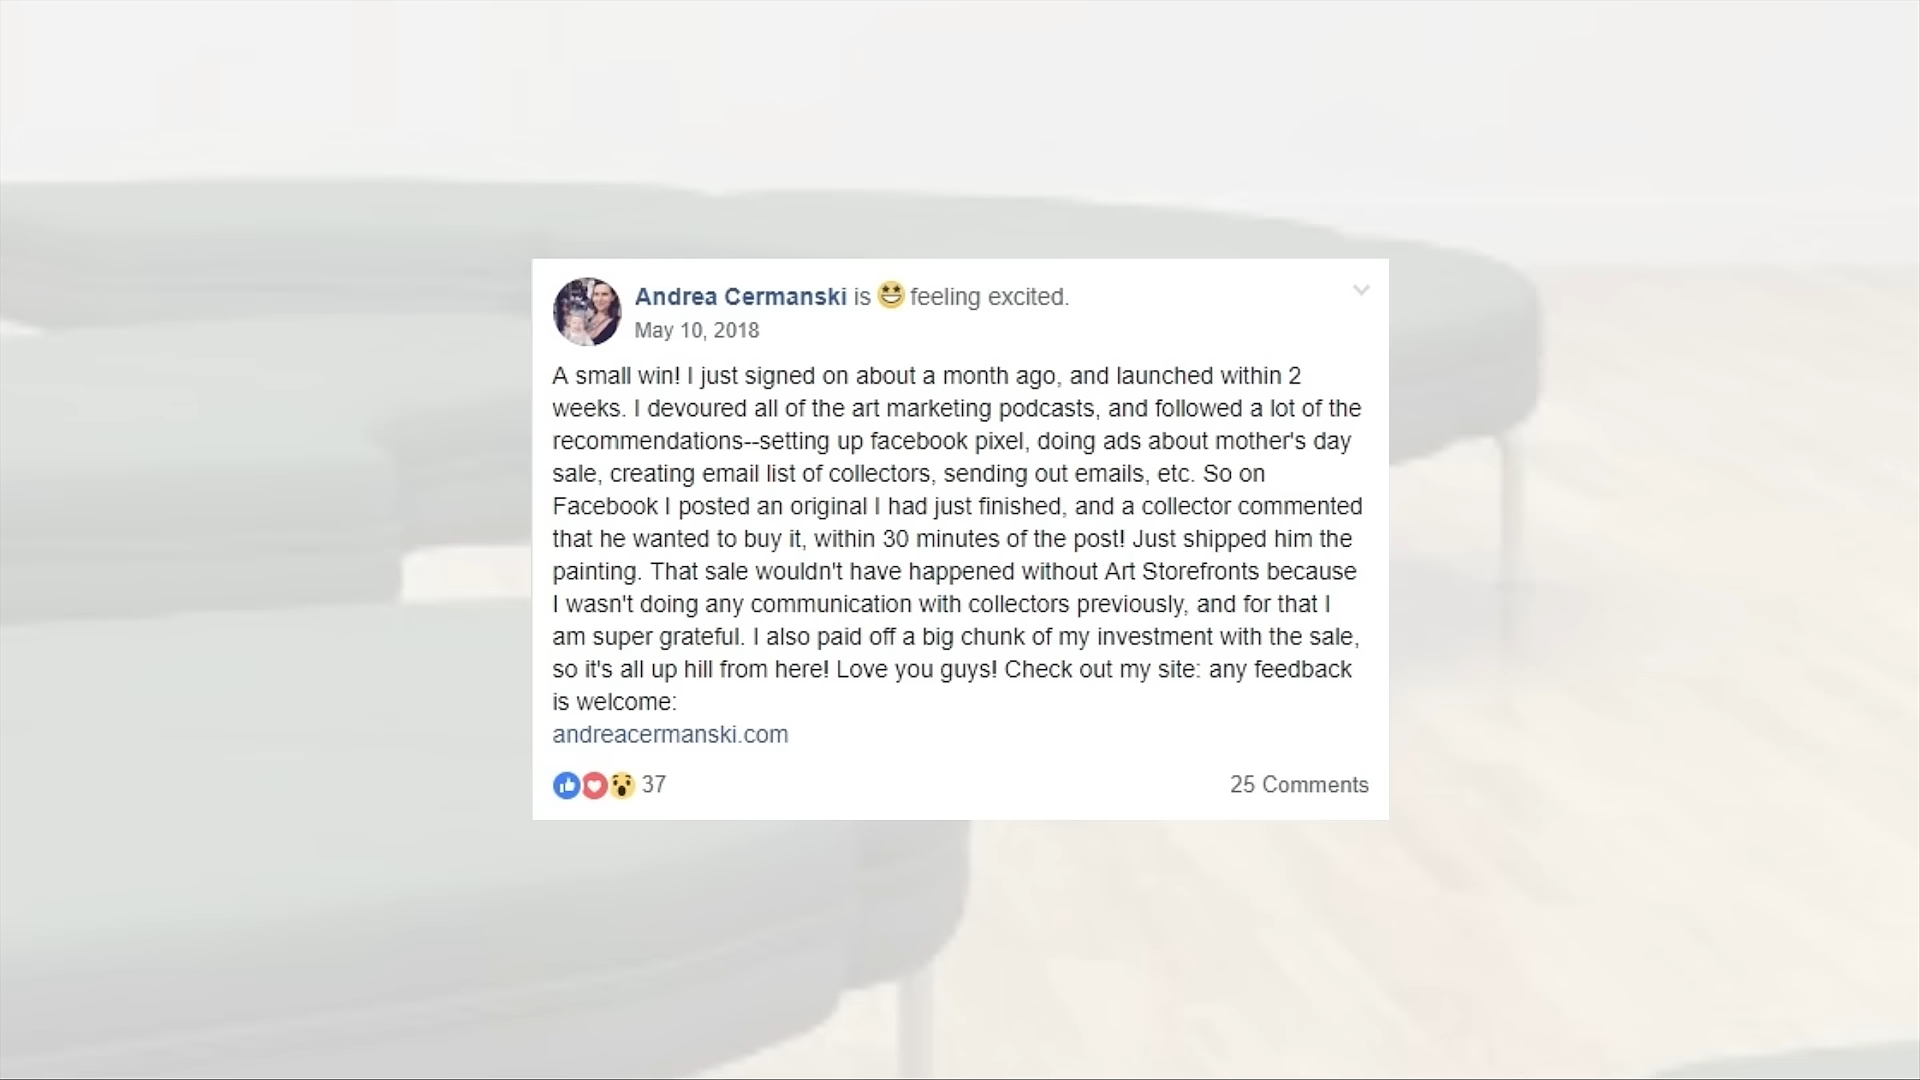 Andrea Cermanski is feeling excited.
May 10, 2018
A small win! I just signed on about a month ago, and launched within 2
weeks. I devoured all of the art marketing podcasts, and followed a lot of the
recommendations--setting up facebook pixel, doing ads about mother's day
sale, creating email list of collectors, sending out emails, etc. So on
Facebook I posted an original I had just finished, and a collector commented
that he wanted to buy it, within 30 minutes of the post! Just shipped him the
painting. That sale wouldn't have happened without Art Storefronts because
I wasn't doing any communication with collectors previously, and for that I
am super grateful. I also paid off a big chunk of my investment with the sale,
so it's all up hill from here! Love you guys! Check out my site: any feedback
is welcome:
andreacermanski.com
37
25 Comments